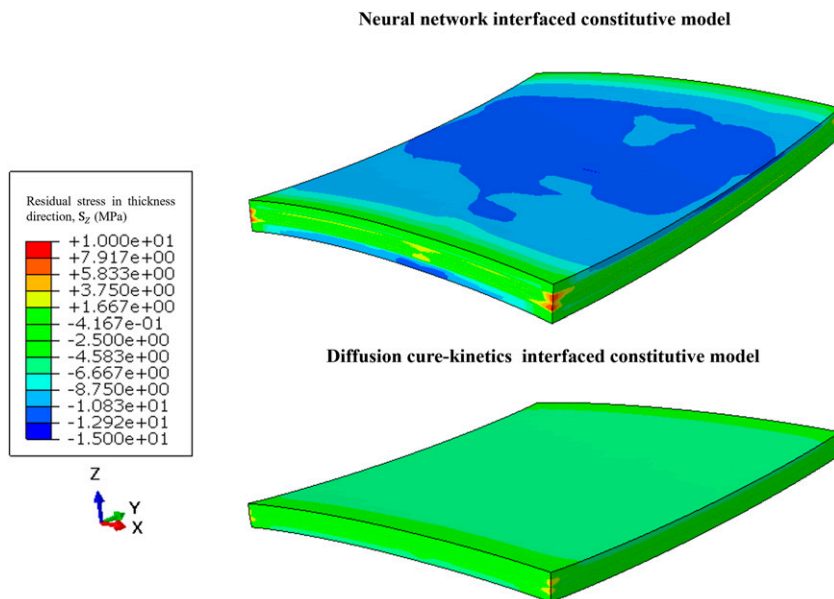 Neural network interfaced constitutive model
Residual stress in thickness
direction, Sz (MPa)
+1.000e+01
+7.917e+00
+5.833e+00
+3.750e+00
+1.667e+00
-4.167e-01
-2.500e+00
-4.583e+00
-6.667e+00
-8.750e+00
-1.083e+01
-1.292e+01
-1.500e+01
Diffusion cure-kinetics interfaced constitutive model
Z
Y
X